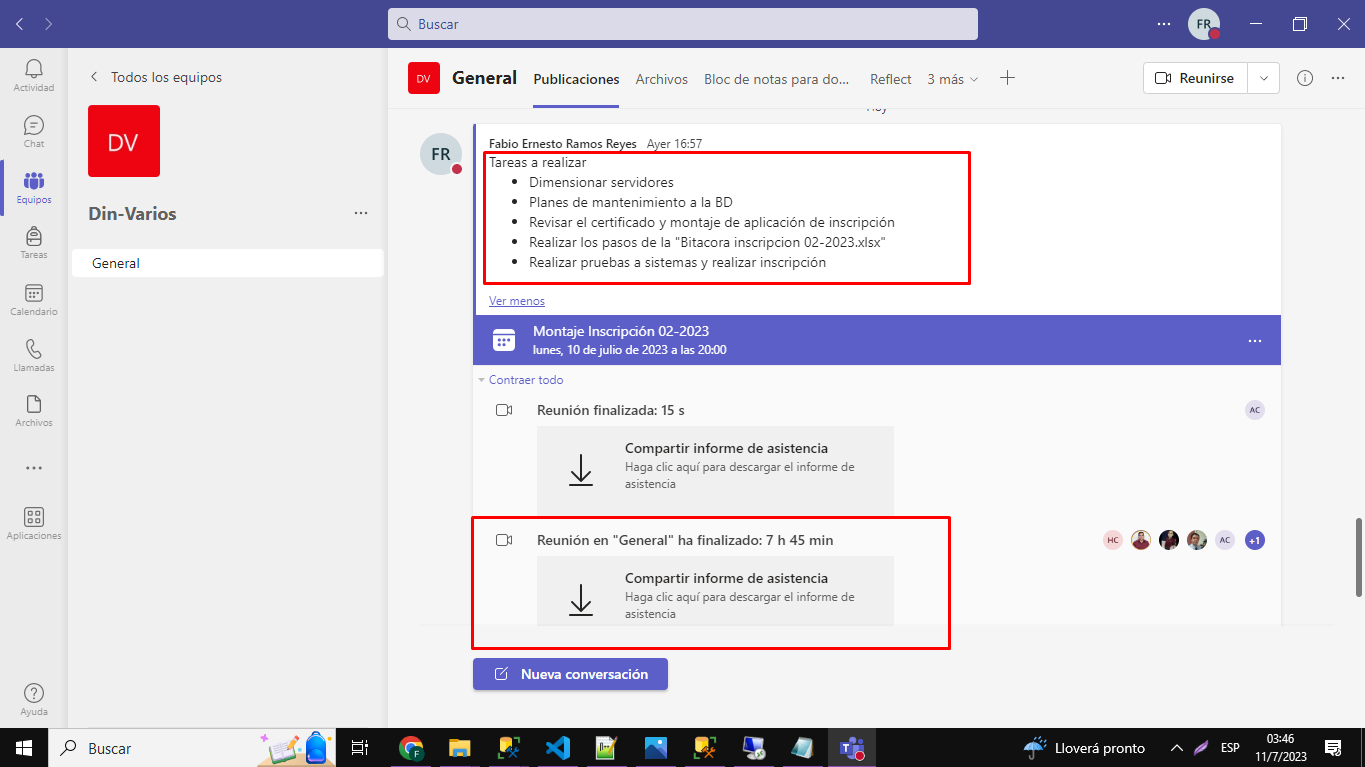 Buscar
FR
Actividad
Chat
Equipos
Tareas
Calendario
Llamadas
Archivos
Aplicaciones
Ayuda
Todos los equipos
DV
Din-Varios
General
DV
General
Publicaciones
Archivos
Bloc de notas para do...
Reflect
3 más
Reunirse
Hoy
FR
Fabio Ernesto Ramos Reyes Ayer 16:57
Tareas a realizar
Dimensionar servidores
Planes de mantenimiento a la BD
Revisar el certificado y montaje de aplicación de inscripción
Realizar los pasos de la "Bitacora inscripcion 02-2023.xlsx"
Realizar pruebas a sistemas y realizar inscripción
Ver menos
Montaje Inscripción 02-2023
lunes, 10 de julio de 2023 a las 20:00
Contraer todo
Reunión finalizada: 15 s
AC
Compartir informe de asistencia
Haga clic aquí para descargar el informe de
asistencia
Reunión en "General" ha finalizado: 7 h 45 min
HC
AC
+1
Compartir informe de asistencia
Haga clic aquí para descargar el informe de
asistencia
Nueva conversación
Buscar
Lloverá pronto
ESP
03:46
11/7/2023